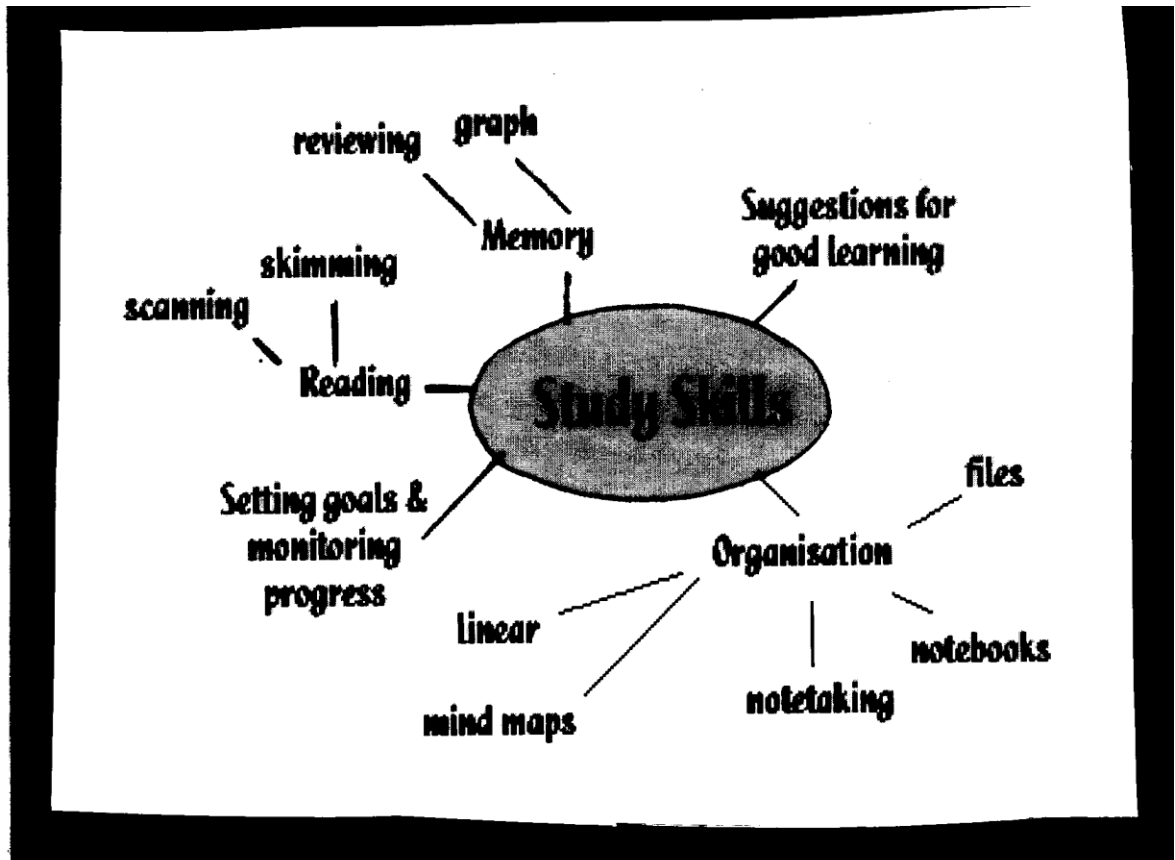 graph
reviewing
Suggestions for
good learning
Memory
skimming
scanning
Reading
Study Skills
files
Setting goals &
monitoring
progress
Organisation
linear
notebooks
notetaking
mind maps